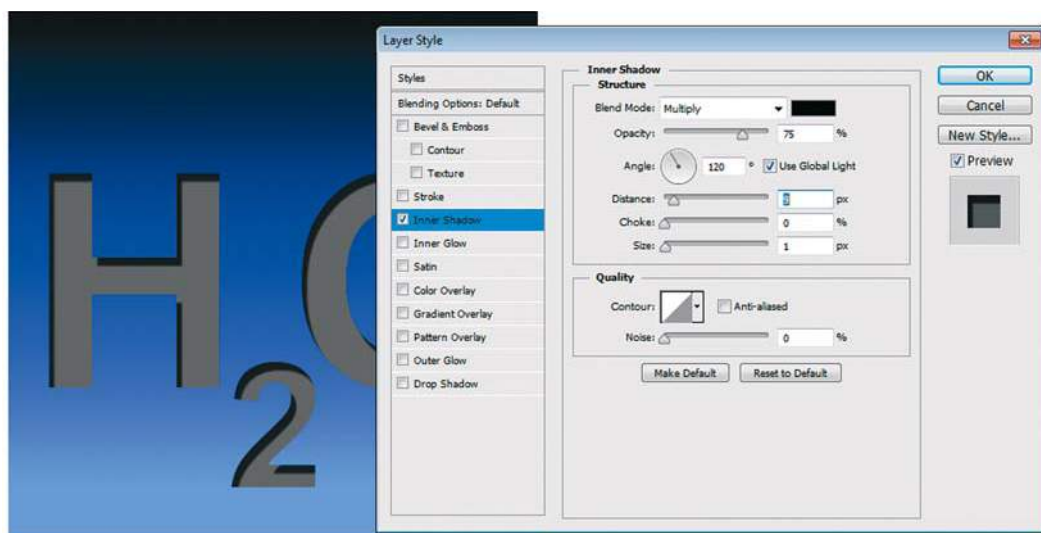 H2O
Layer Style
Styles
Blending Options: Default
Bevel & Emboss
Contour
Texture
Stroke
Inner Shadow
Inner Glow
Satin
Color Overlay
Gradient Overlay
Pattern Overlay
Outer Glow
Drop Shadow
Inner Shadow
Structure
Blend Mode: Multiply
Opacity: 75 %
Angle: 120 ° Use Global Light
Distance: 9 px
Choke: 0 %
Size: 1 px
Quality
Contour: Anti-aliased
Noise: 0 %
Make Default Reset to Default
OK
Cancel
New Style...
Preview